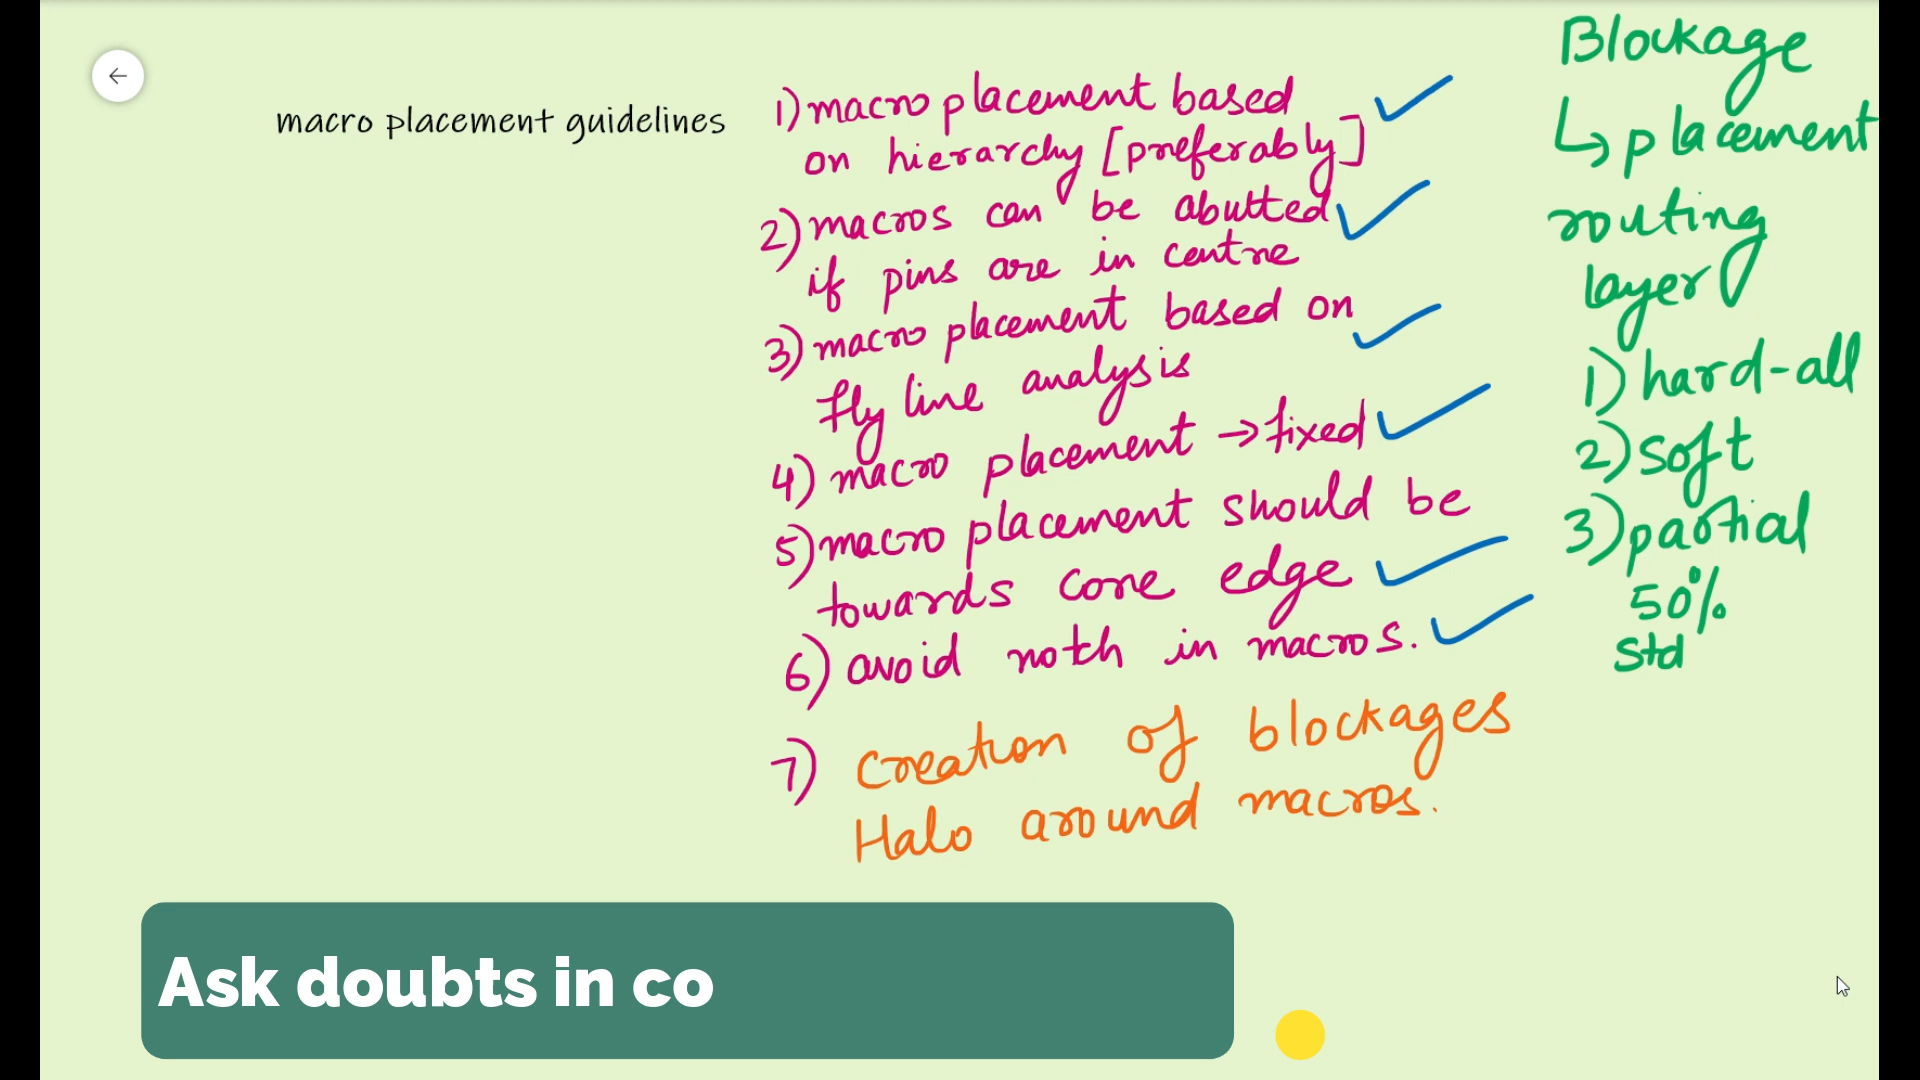 macro placement guidelines
1) macro placement based
on hierarchy [preferably]
2) macros can be abutted
if pins are in centre
3) macro placement based on
fly line analysis
4) macro placement → fixed
5) macro placement should be
towards core edge
6) avoid notch in macros.
7) creation of blockages
Halo around macros.
Blockage
↳ placement
routing
layer
1) hard-all
2) soft
3) partial
50%
std
Ask doubts in co